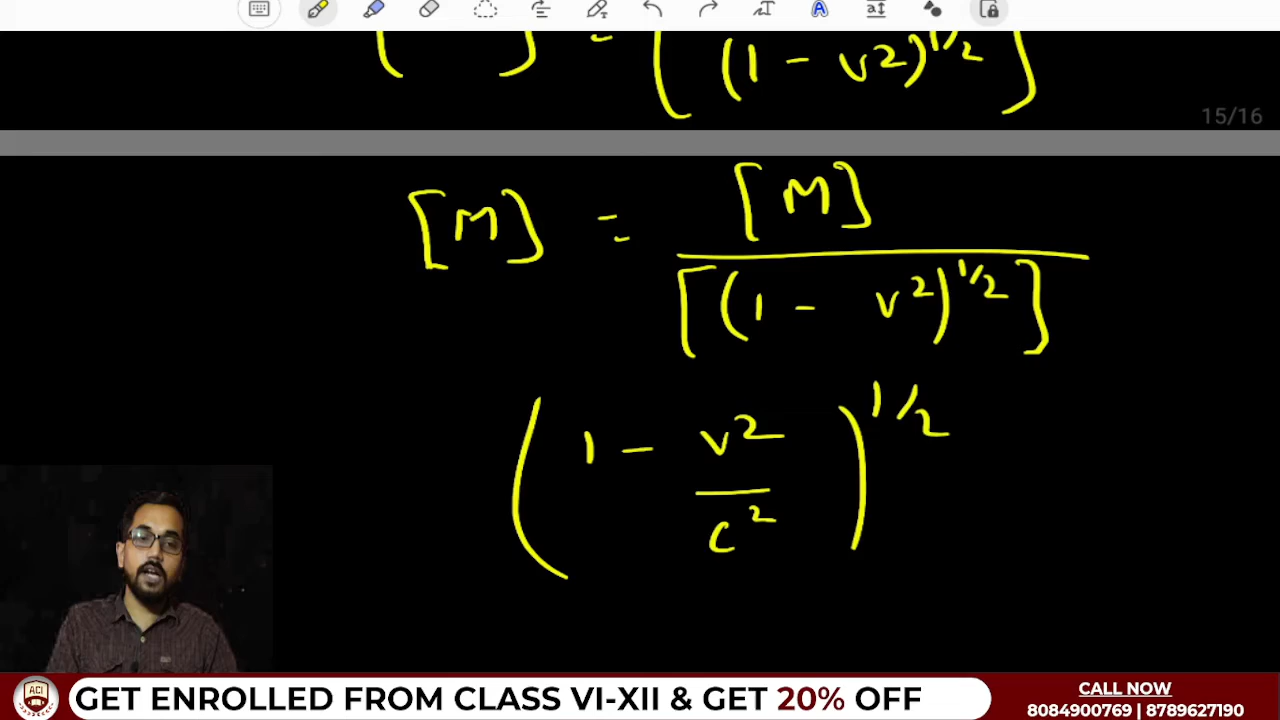 (1 - v2)^1/2]
15/16
[M] = [M] / [(1 - v2)^1/2]
(1 - v2/c2)^1/2
ACI
GET ENROLLED FROM CLASS VI-XII & GET 20% OFF
CALL NOW
8084900769 | 8789627190